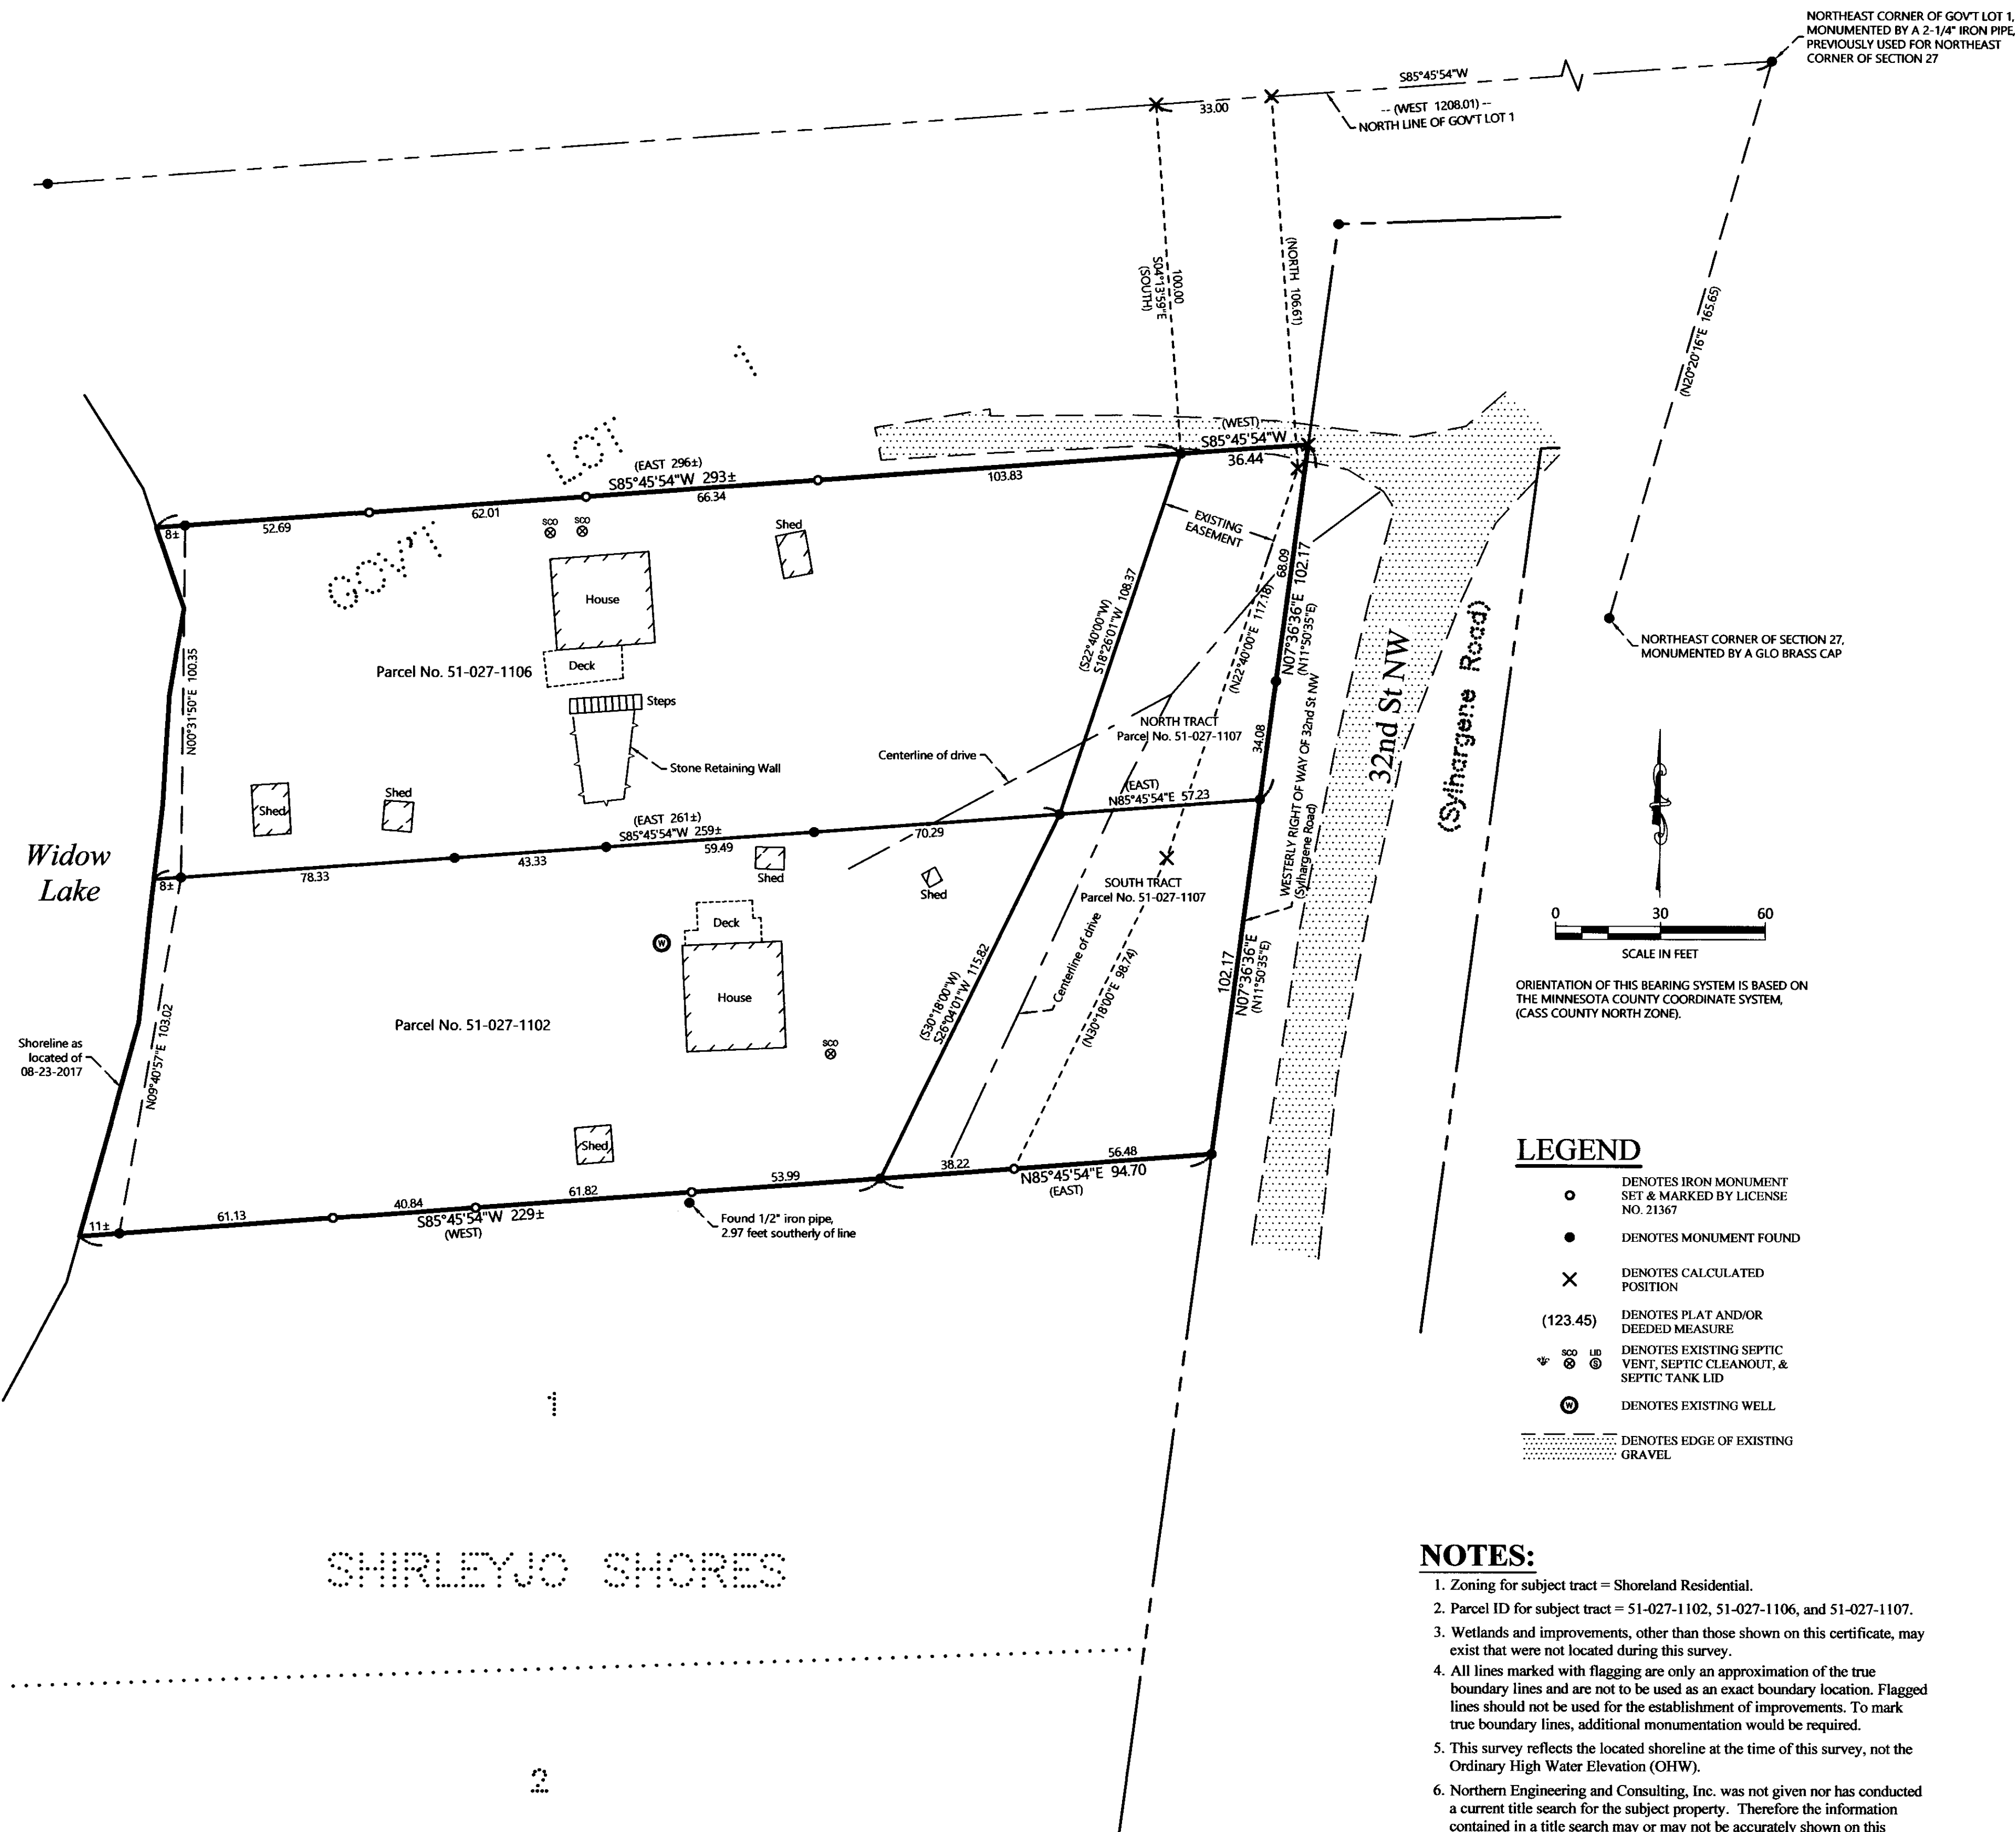 NORTHEAST CORNER OF GOV'T LOT 1,
MONUMENTED BY A 2-1/4" IRON PIPE,
PREVIOUSLY USED FOR NORTHEAST
CORNER OF SECTION 27
S85°45'54"W
-- (WEST 1208.01) --
NORTH LINE OF GOV'T LOT 1
33.00
100.00
S04°13'59"E
(SOUTH)
(NORTH 106.61)
(N20°20'16"E 165.65)
GOV'T LOT 1
(WEST)
S85°45'54"W
36.44
(EAST 296±)
S85°45'54"W 293±
8±
52.69
62.01
66.34
103.83
SCO
SCO
Shed
House
Deck
Steps
Stone Retaining Wall
Parcel No. 51-027-1106
N00°31'50"E 100.35
Shed
Shed
EXISTING
EASEMENT
(S22°40'00"W)
S18°26'01"W 108.37
(N22°40'00"E 117.18)
68.09
N07°36'36"E 102.17
(N11°50'35"E)
34.08
NORTH TRACT
Parcel No. 51-027-1107
Centerline of drive
(EAST)
N85°45'54"E 57.23
WESTERLY RIGHT OF WAY OF 32nd St NW
(Sylhargene Road)
32nd St NW
(Sylhargene Road)
NORTHEAST CORNER OF SECTION 27,
MONUMENTED BY A GLO BRASS CAP
Widow
Lake
(EAST 261±)
S85°45'54"W 259±
8±
78.33
43.33
59.49
70.29
Shed
Shed
Deck
W
House
SCO
Shed
Parcel No. 51-027-1102
N09°40'57"E 103.02
Shoreline as
located of
08-23-2017
SOUTH TRACT
Parcel No. 51-027-1107
(S30°18'00"W)
S26°04'01"W 115.82
Centerline of drive
(N30°18'00"E 98.74)
102.17
N07°36'36"E
(N11°50'35"E)
11±
61.13
40.84
61.82
53.99
38.22
56.48
S85°45'54"W 229±
(WEST)
N85°45'54"E 94.70
(EAST)
Found 1/2" iron pipe,
2.97 feet southerly of line
0 30 60
SCALE IN FEET
ORIENTATION OF THIS BEARING SYSTEM IS BASED ON
THE MINNESOTA COUNTY COORDINATE SYSTEM,
(CASS COUNTY NORTH ZONE).
LEGEND
DENOTES IRON MONUMENT
SET & MARKED BY LICENSE
NO. 21367
DENOTES MONUMENT FOUND
DENOTES CALCULATED
POSITION
(123.45) DENOTES PLAT AND/OR
DEEDED MEASURE
SCO LID DENOTES EXISTING SEPTIC
S VENT, SEPTIC CLEANOUT, &
SEPTIC TANK LID
W DENOTES EXISTING WELL
DENOTES EDGE OF EXISTING
GRAVEL
1
SHIRLEYJO SHORES
2
NOTES:
1. Zoning for subject tract = Shoreland Residential.
2. Parcel ID for subject tract = 51-027-1102, 51-027-1106, and 51-027-1107.
3. Wetlands and improvements, other than those shown on this certificate, may
exist that were not located during this survey.
4. All lines marked with flagging are only an approximation of the true
boundary lines and are not to be used as an exact boundary location. Flagged
lines should not be used for the establishment of improvements. To mark
true boundary lines, additional monumentation would be required.
5. This survey reflects the located shoreline at the time of this survey, not the
Ordinary High Water Elevation (OHW).
6. Northern Engineering and Consulting, Inc. was not given nor has conducted
a current title search for the subject property. Therefore the information
contained in a title search may or may not be accurately shown on this